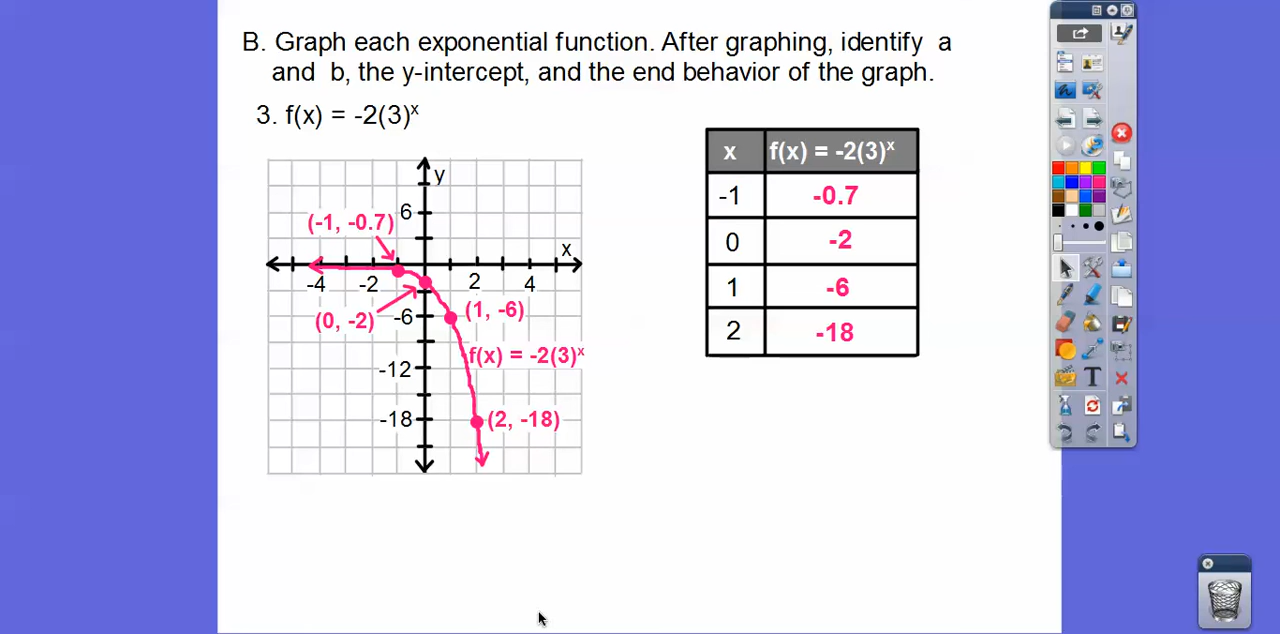 B. Graph each exponential function. After graphing, identify a
and b, the y-intercept, and the end behavior of the graph.
3. f(x) = -2(3)ˣ
x f(x) = -2(3)ˣ
-1 -0.7
0 -2
1 -6
2 -18
y
6
(-1, -0.7)
x
-4 -2 2 4
(0, -2)
-6
(1, -6)
f(x) = -2(3)ˣ
-12
-18
(2, -18)
T